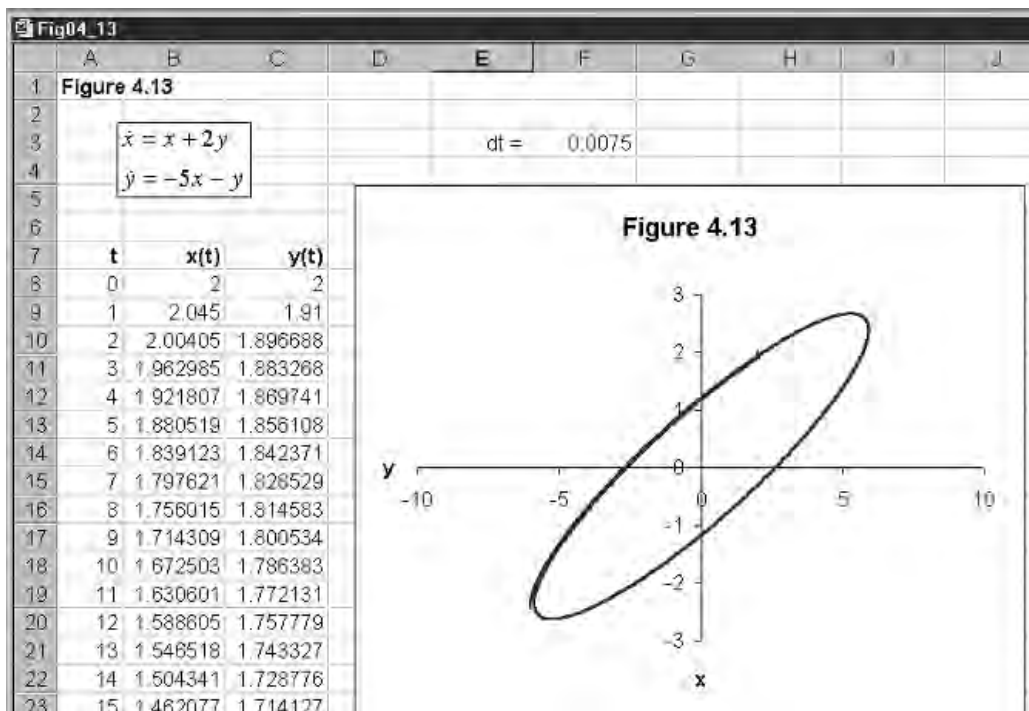 Fig04_13
A B C D E F G H I J
1 Figure 4.13
2
3 ẋ = x + 2y dt = 0.0075
4 ẏ = −5x − y
5
6
7 t x(t) y(t)
8 0 2 2
9 1 2.045 1.91
10 2 2.00405 1.896688
11 3 1.962985 1.883268
12 4 1.921807 1.869741
13 5 1.880519 1.856108
14 6 1.839123 1.842371
15 7 1.797621 1.828529
16 8 1.756015 1.814583
17 9 1.714309 1.800534
18 10 1.672503 1.786383
19 11 1.630601 1.772131
20 12 1.588605 1.757779
21 13 1.546518 1.743327
22 14 1.504341 1.728776
23 15 1.462077 1.714127
Figure 4.13
3
2
1
y 0
−10 −5 0 5 10
−1
−2
−3
x